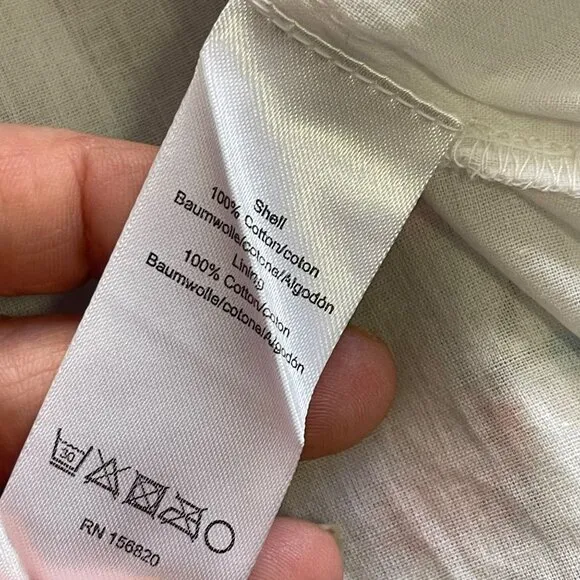 Shell
100% Cotton/coton
Baumwolle/cotone/Algodón
Lining
100% Cotton/coton
Baumwolle/cotone/Algodón
30
RN 156820